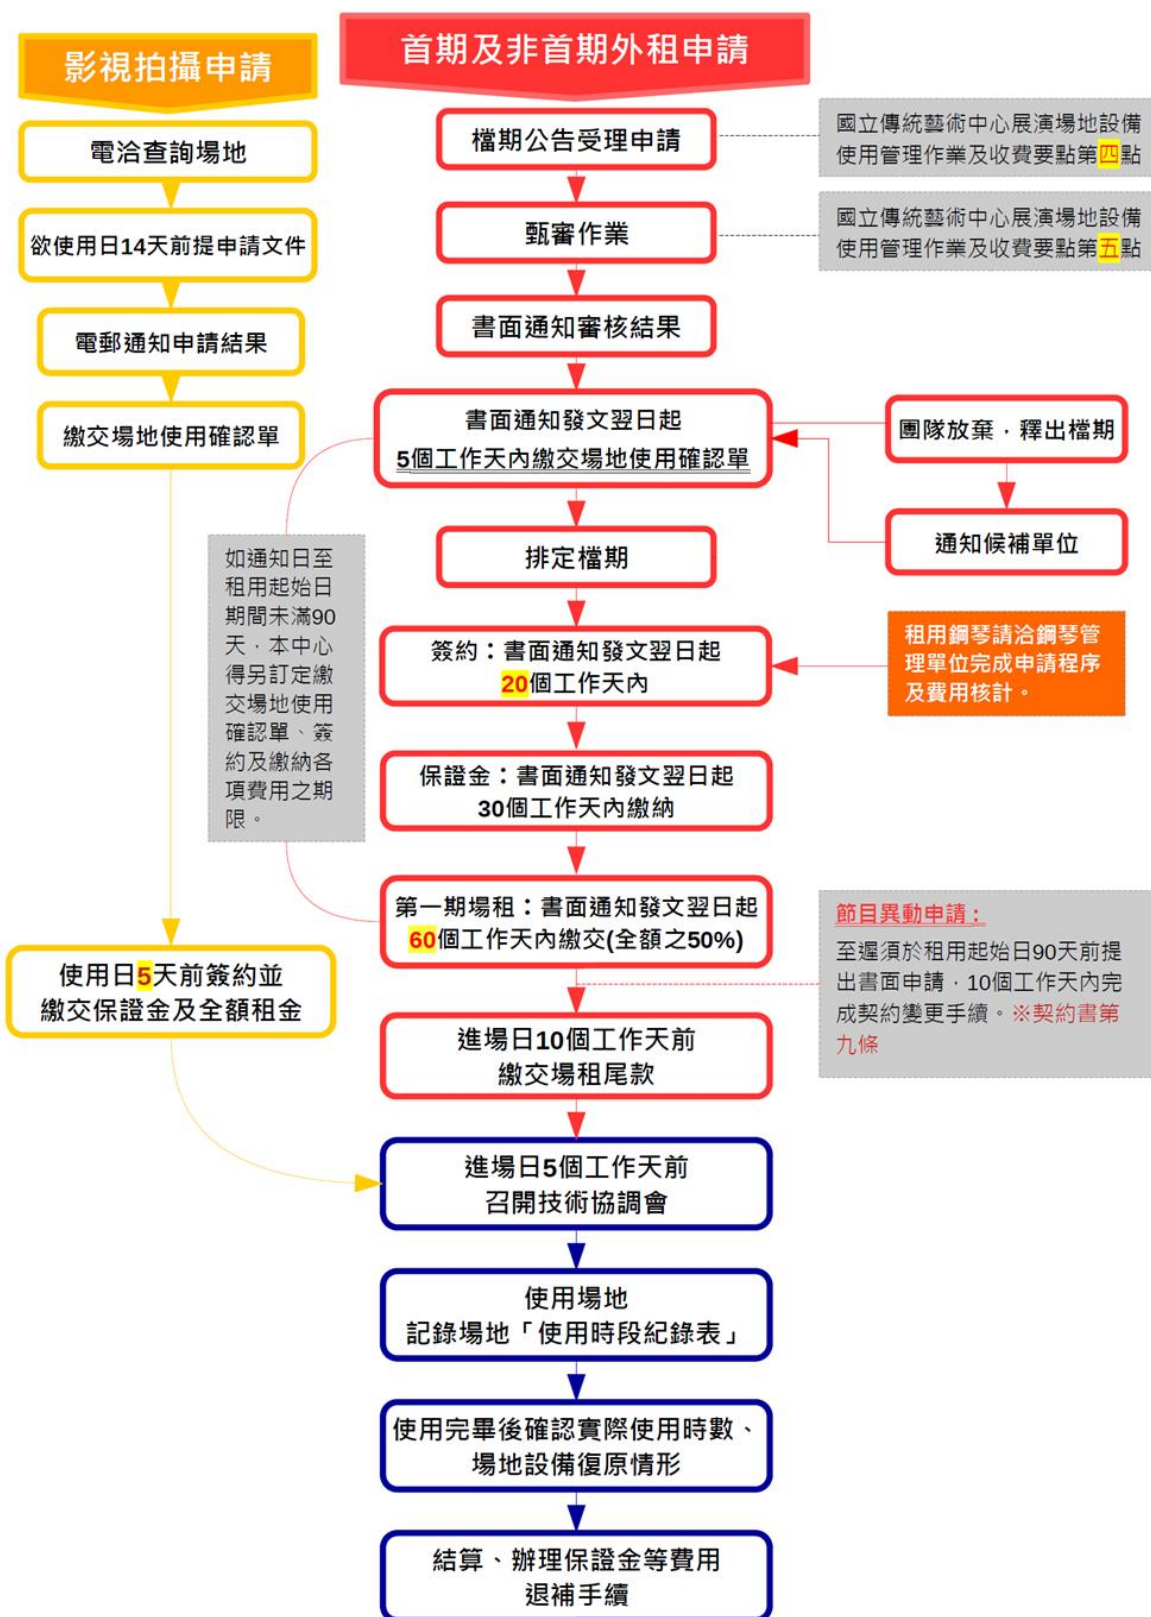 影視拍攝申請
電洽查詢場地
欲使用日14天前提申請文件
電郵通知申請結果
繳交場地使用確認單
使用日5天前簽約並
繳交保證金及全額租金
首期及非首期外租申請
檔期公告受理申請
國立傳統藝術中心展演場地設備
使用管理作業及收費要點第四點
甄審作業
國立傳統藝術中心展演場地設備
使用管理作業及收費要點第五點
書面通知審核結果
書面通知發文翌日起
5個工作天內繳交場地使用確認單
團隊放棄，釋出檔期
通知候補單位
如通知日至
租用起始日
期間未滿90
天，本中心
得另訂定繳
交場地使用
確認單、簽
約及繳納各
項費用之期
限。
排定檔期
簽約：書面通知發文翌日起
20個工作天內
租用鋼琴請洽鋼琴管
理單位完成申請程序
及費用核計。
保證金：書面通知發文翌日起
30個工作天內繳納
第一期場租：書面通知發文翌日起
60個工作天內繳交(全額之50%)
節目異動申請：
至遲須於租用起始日90天前提
出書面申請，10個工作天內完
成契約變更手續。※契約書第
九條
進場日10個工作天前
繳交場租尾款
進場日5個工作天前
召開技術協調會
使用場地
記錄場地「使用時段紀錄表」
使用完畢後確認實際使用時數、
場地設備復原情形
結算、辦理保證金等費用
退補手續